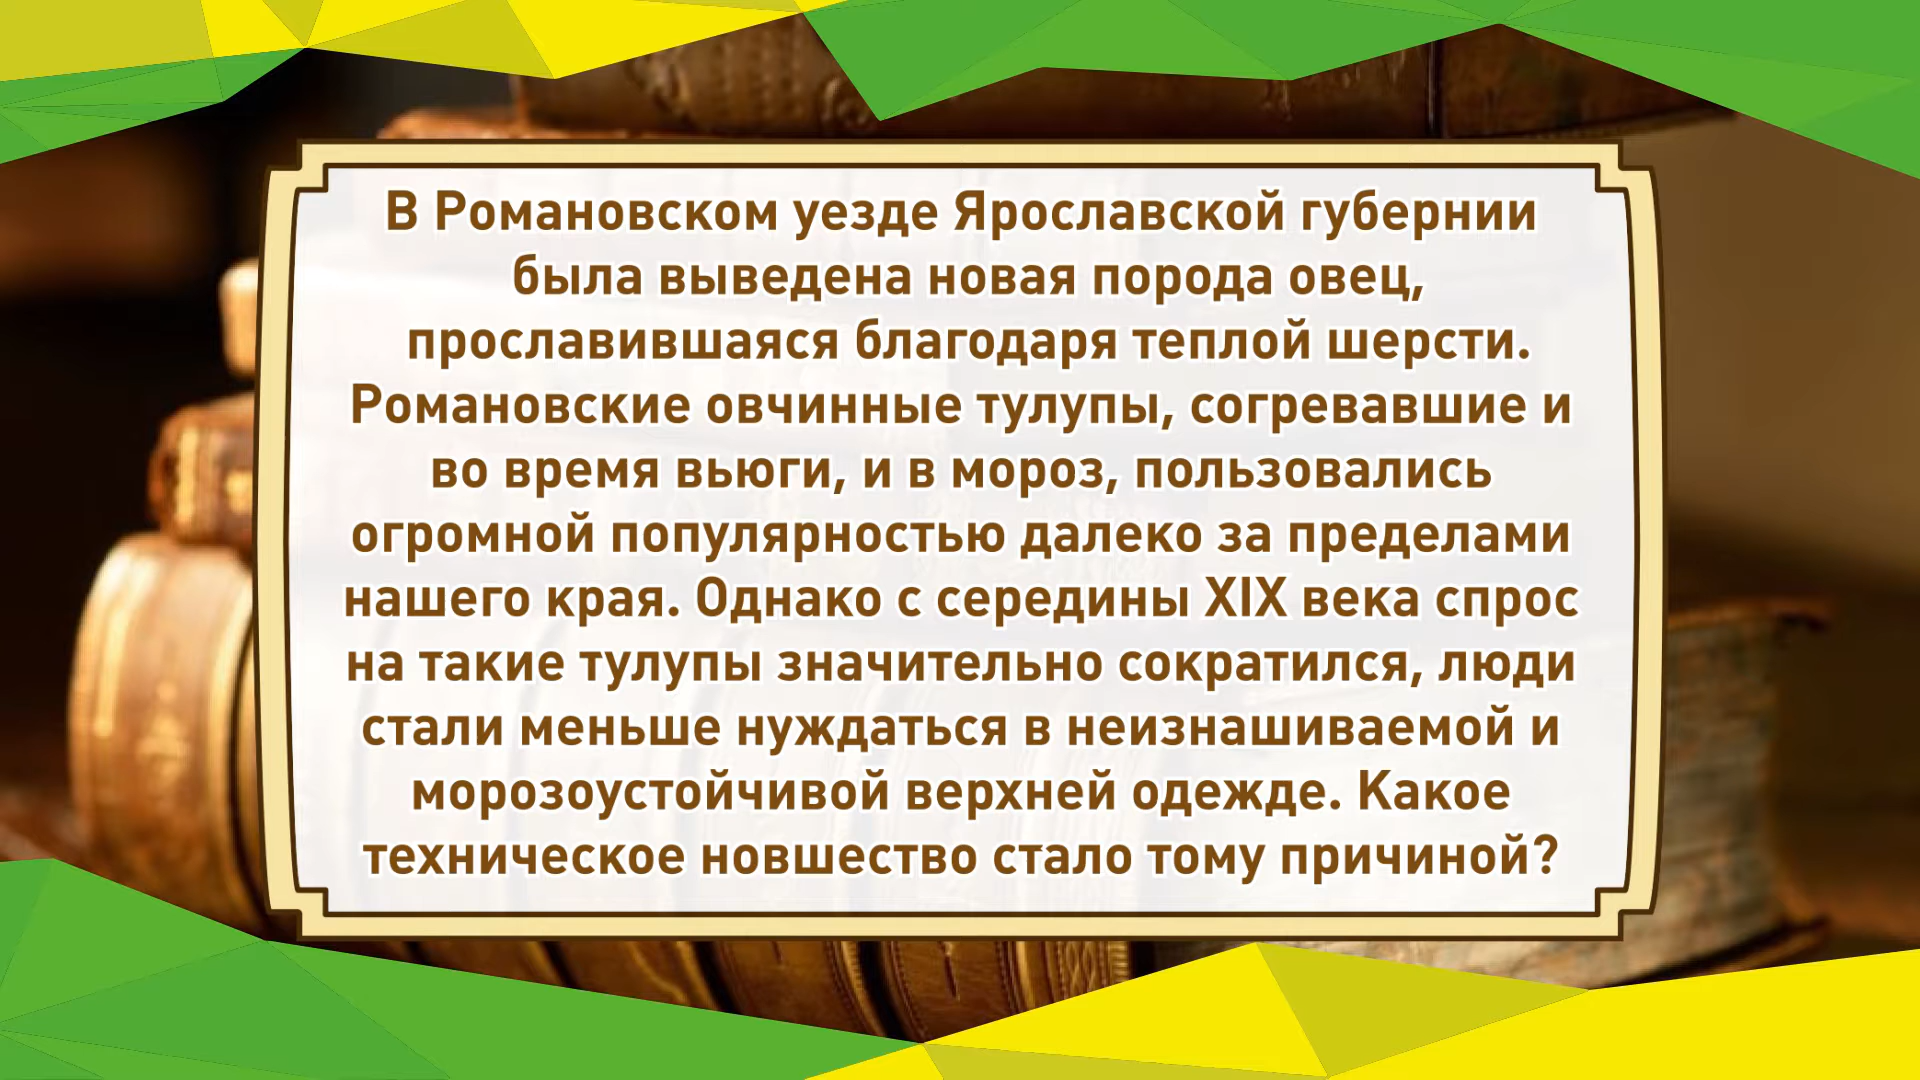 В Романовском уезде Ярославской губернии
была выведена новая порода овец,
прославившаяся благодаря теплой шерсти.
Романовские овчинные тулупы, согревавшие и
во время вьюги, и в мороз, пользовались
огромной популярностью далеко за пределами
нашего края. Однако с середины XIX века спрос
на такие тулупы значительно сократился, люди
стали меньше нуждаться в неизнашиваемой и
морозоустойчивой верхней одежде. Какое
техническое новшество стало тому причиной?